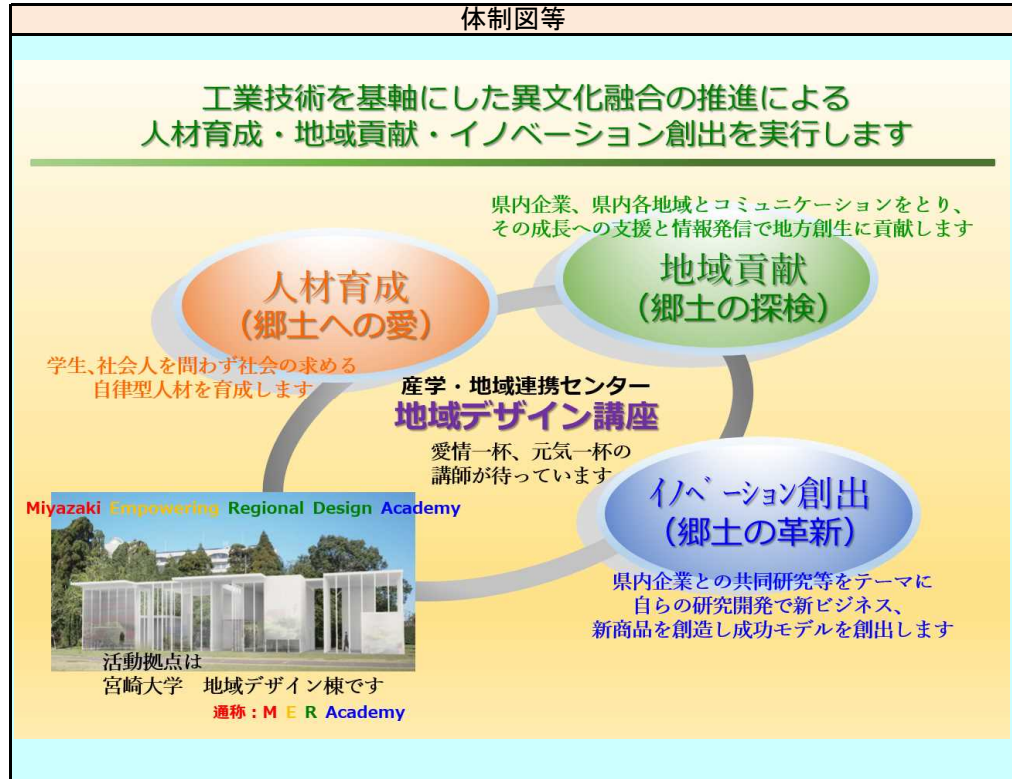 体制図等
工業技術を基軸にした異文化融合の推進による
人材育成・地域貢献・イノベーション創出を実行します
県内企業、県内各地域とコミュニケーションをとり、
その成長への支援と情報発信で地方創生に貢献します
地域貢献
（郷土の探検）
人材育成
（郷土への愛）
学生、社会人を問わず社会の求める
自律型人材を育成します
産学・地域連携センター
地域デザイン講座
愛情一杯、元気一杯の
講師が待っています
イノベーション創出
（郷土の革新）
県内企業との共同研究等をテーマに
自らの研究開発で新ビジネス、
新商品を創造し成功モデルを創出します
Miyazaki Empowering Regional Design Academy
活動拠点は
宮崎大学　地域デザイン棟です
通称：M E R Academy